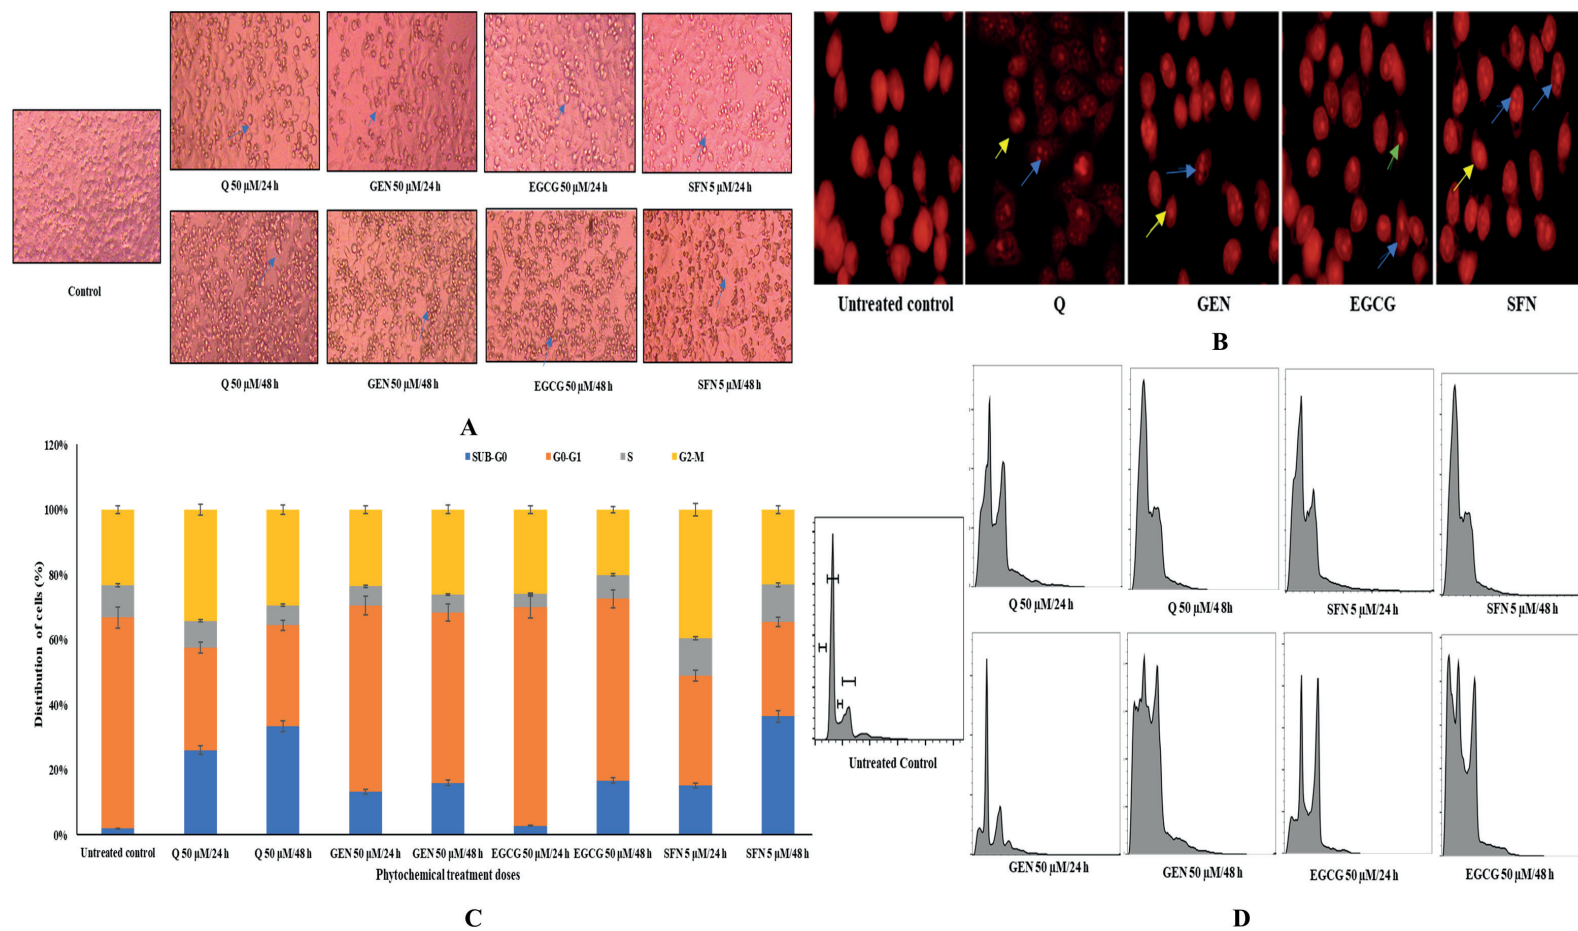 Control
Q 50 μM/24 h
GEN 50 μM/24 h
EGCG 50 μM/24 h
SFN 5 μM/24 h
Q 50 μM/48 h
GEN 50 μM/48 h
EGCG 50 μM/48 h
SFN 5 μM/48 h
A
Untreated control
Q
GEN
EGCG
SFN
B
120%
100%
80%
60%
40%
20%
0%
Distribution of cells (%)
SUB-G0
G0-G1
S
G2-M
Untreated control
Q 50 μM/24 h
Q 50 μM/48 h
GEN 50 μM/24 h
GEN 50 μM/48 h
EGCG 50 μM/24 h
EGCG 50 μM/48 h
SFN 5 μM/24 h
SFN 5 μM/48 h
Phytochemical treatment doses
C
Untreated Control
Q 50 μM/24 h
Q 50 μM/48h
SFN 5 μM/24 h
SFN 5 μM/48 h
GEN 50 μM/24 h
GEN 50 μM/48 h
EGCG 50 μM/24 h
EGCG 50 μM/48 h
D